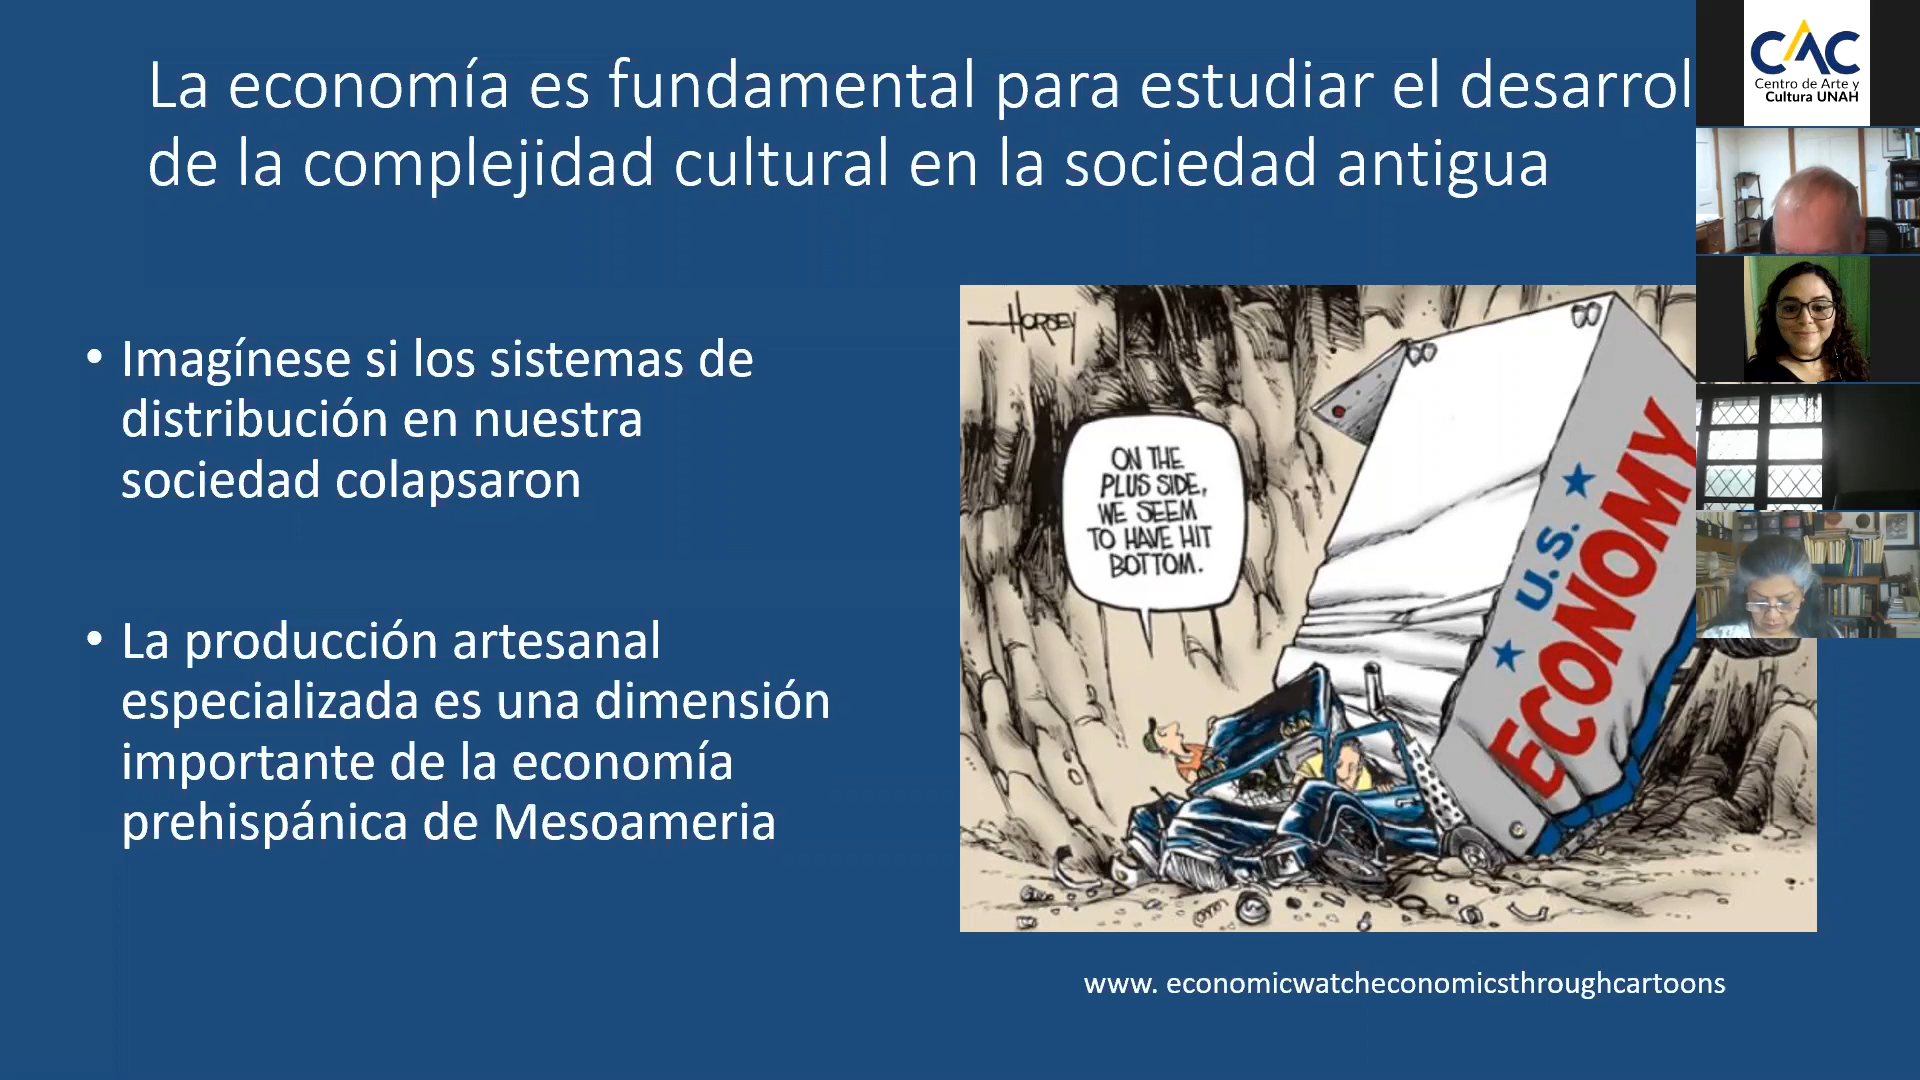 La economía es fundamental para estudiar el desarrol
de la complejidad cultural en la sociedad antigua
• Imagínese si los sistemas de
distribución en nuestra
sociedad colapsaron
• La producción artesanal
especializada es una dimensión
importante de la economía
prehispánica de Mesoameria
HORSEY
ON THE
PLUS SIDE,
WE SEEM
TO HAVE HIT
BOTTOM.
U.S.
ECONOMY
www. economicwatcheconomicsthroughcartoons
CAC
Centro de Arte y
Cultura UNAH